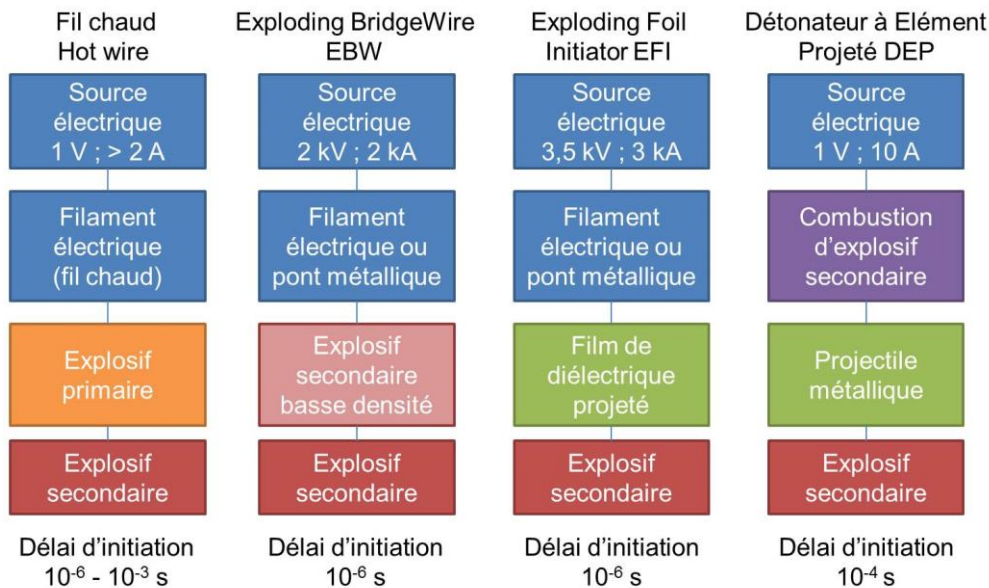 Fil chaud
Hot wire
Source
électrique
1 V ; > 2 A
Filament
électrique
(fil chaud)
Explosif
primaire
Explosif
secondaire
Délai d'initiation
10⁻⁶ - 10⁻³ s
Exploding BridgeWire
EBW
Source
électrique
2 kV ; 2 kA
Filament
électrique ou
pont métallique
Explosif
secondaire
basse densité
Explosif
secondaire
Délai d'initiation
10⁻⁶ s
Exploding Foil
Initiator EFI
Source
électrique
3,5 kV ; 3 kA
Filament
électrique ou
pont métallique
Film de
diélectrique
projeté
Explosif
secondaire
Délai d'initiation
10⁻⁶ s
Détonateur à Elément
Projeté DEP
Source
électrique
1 V ; 10 A
Combustion
d'explosif
secondaire
Projectile
métallique
Explosif
secondaire
Délai d'initiation
10⁻⁴ s